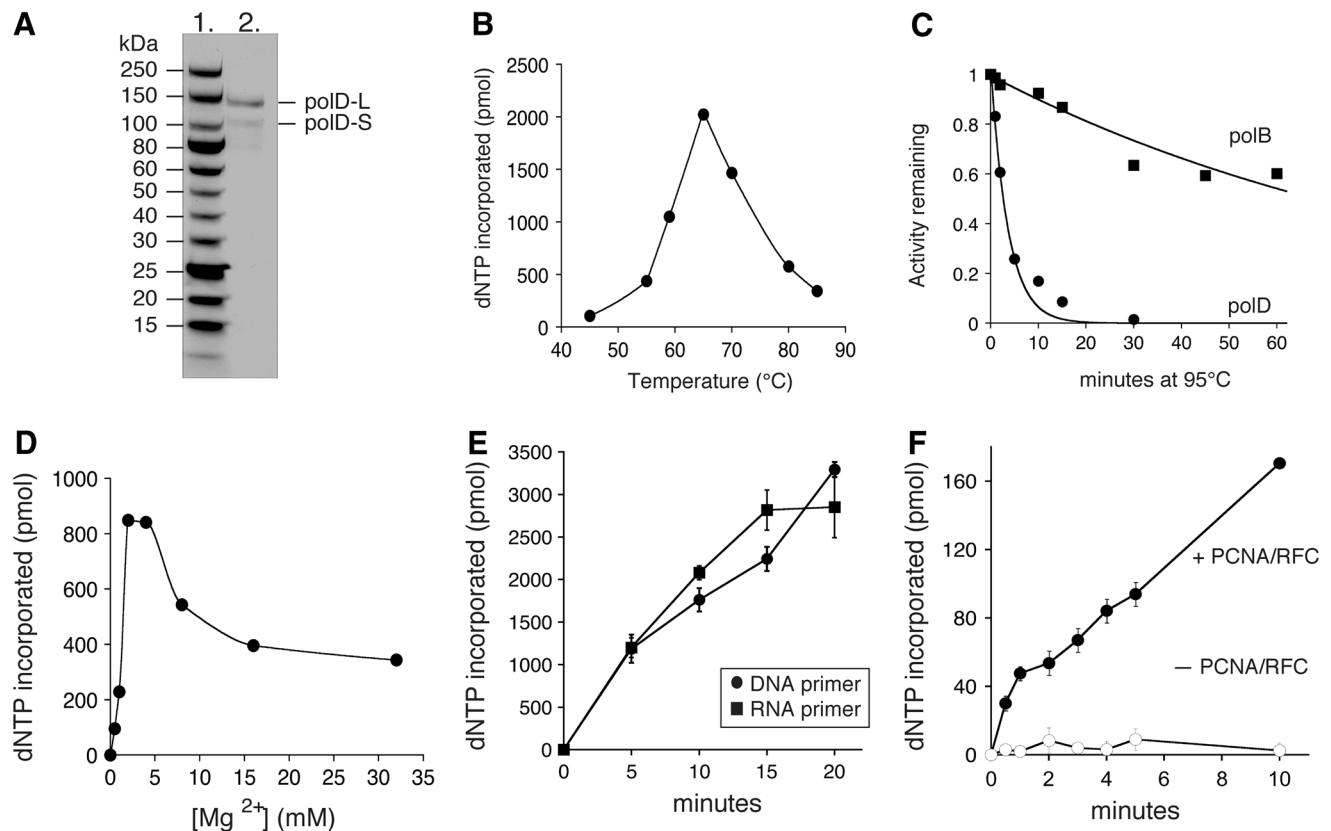 A
1. 2.
kDa
250
150
100
80
60
50
40
30
25
20
15
polD-L
polD-S
B
dNTP incorporated (pmol)
2500
2000
1500
1000
500
0
40 50 60 70 80 90
Temperature (°C)
C
Activity remaining
1
0.8
0.6
0.4
0.2
0
polB
polD
0 10 20 30 40 50 60
minutes at 95°C
D
dNTP incorporated (pmol)
1000
800
600
400
200
0
0 5 10 15 20 25 30 35
[Mg 2+] (mM)
E
dNTP incorporated (pmol)
3500
3000
2500
2000
1500
1000
500
0
DNA primer
RNA primer
0 5 10 15 20
minutes
F
dNTP incorporated (pmol)
160
120
80
40
0
+ PCNA/RFC
— PCNA/RFC
0 2 4 6 8 10
minutes